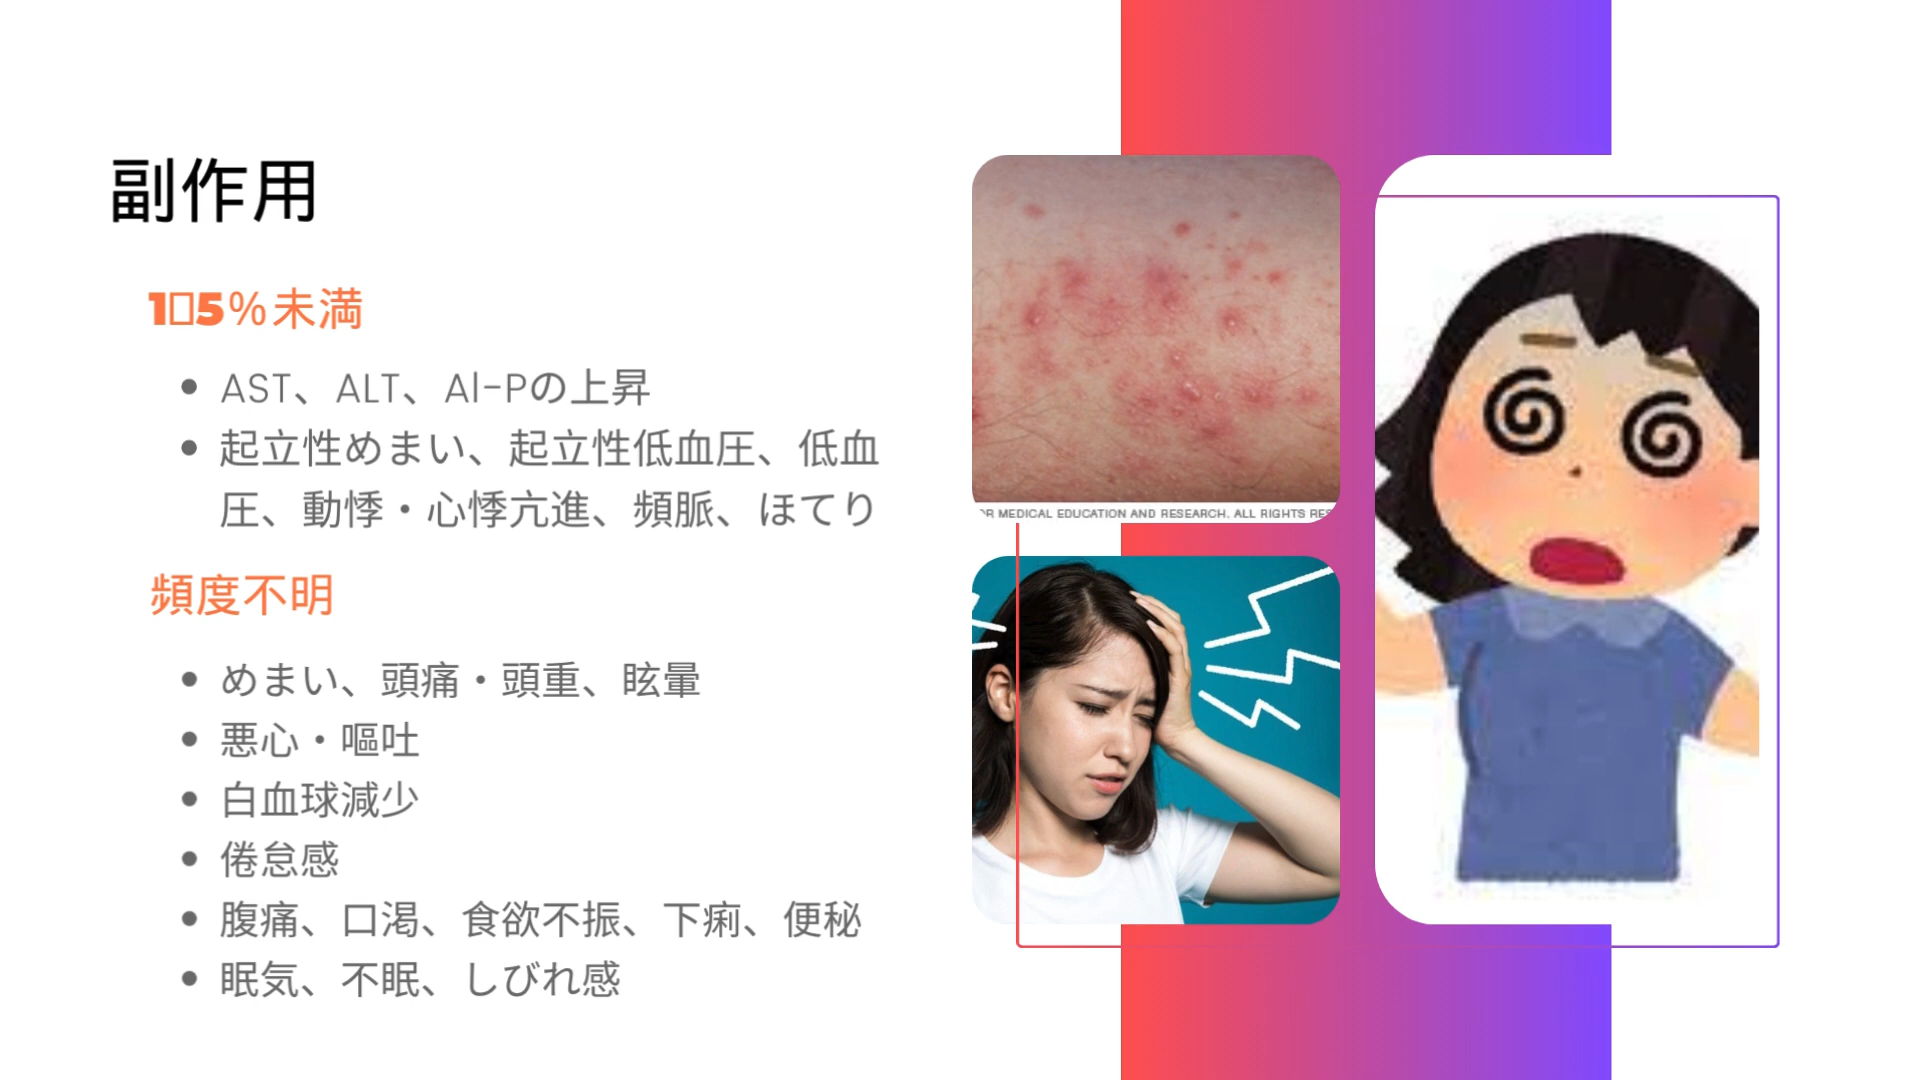 副作用
1□5％未満
AST、ALT、Al-Pの上昇
起立性めまい、起立性低血圧、低血
圧、動悸・心悸亢進、頻脈、ほてり
頻度不明
めまい、頭痛・頭重、眩暈
悪心・嘔吐
白血球減少
倦怠感
腹痛、口渇、食欲不振、下痢、便秘
眠気、不眠、しびれ感
OR MEDICAL EDUCATION AND RESEARCH. ALL RIGHTS RES